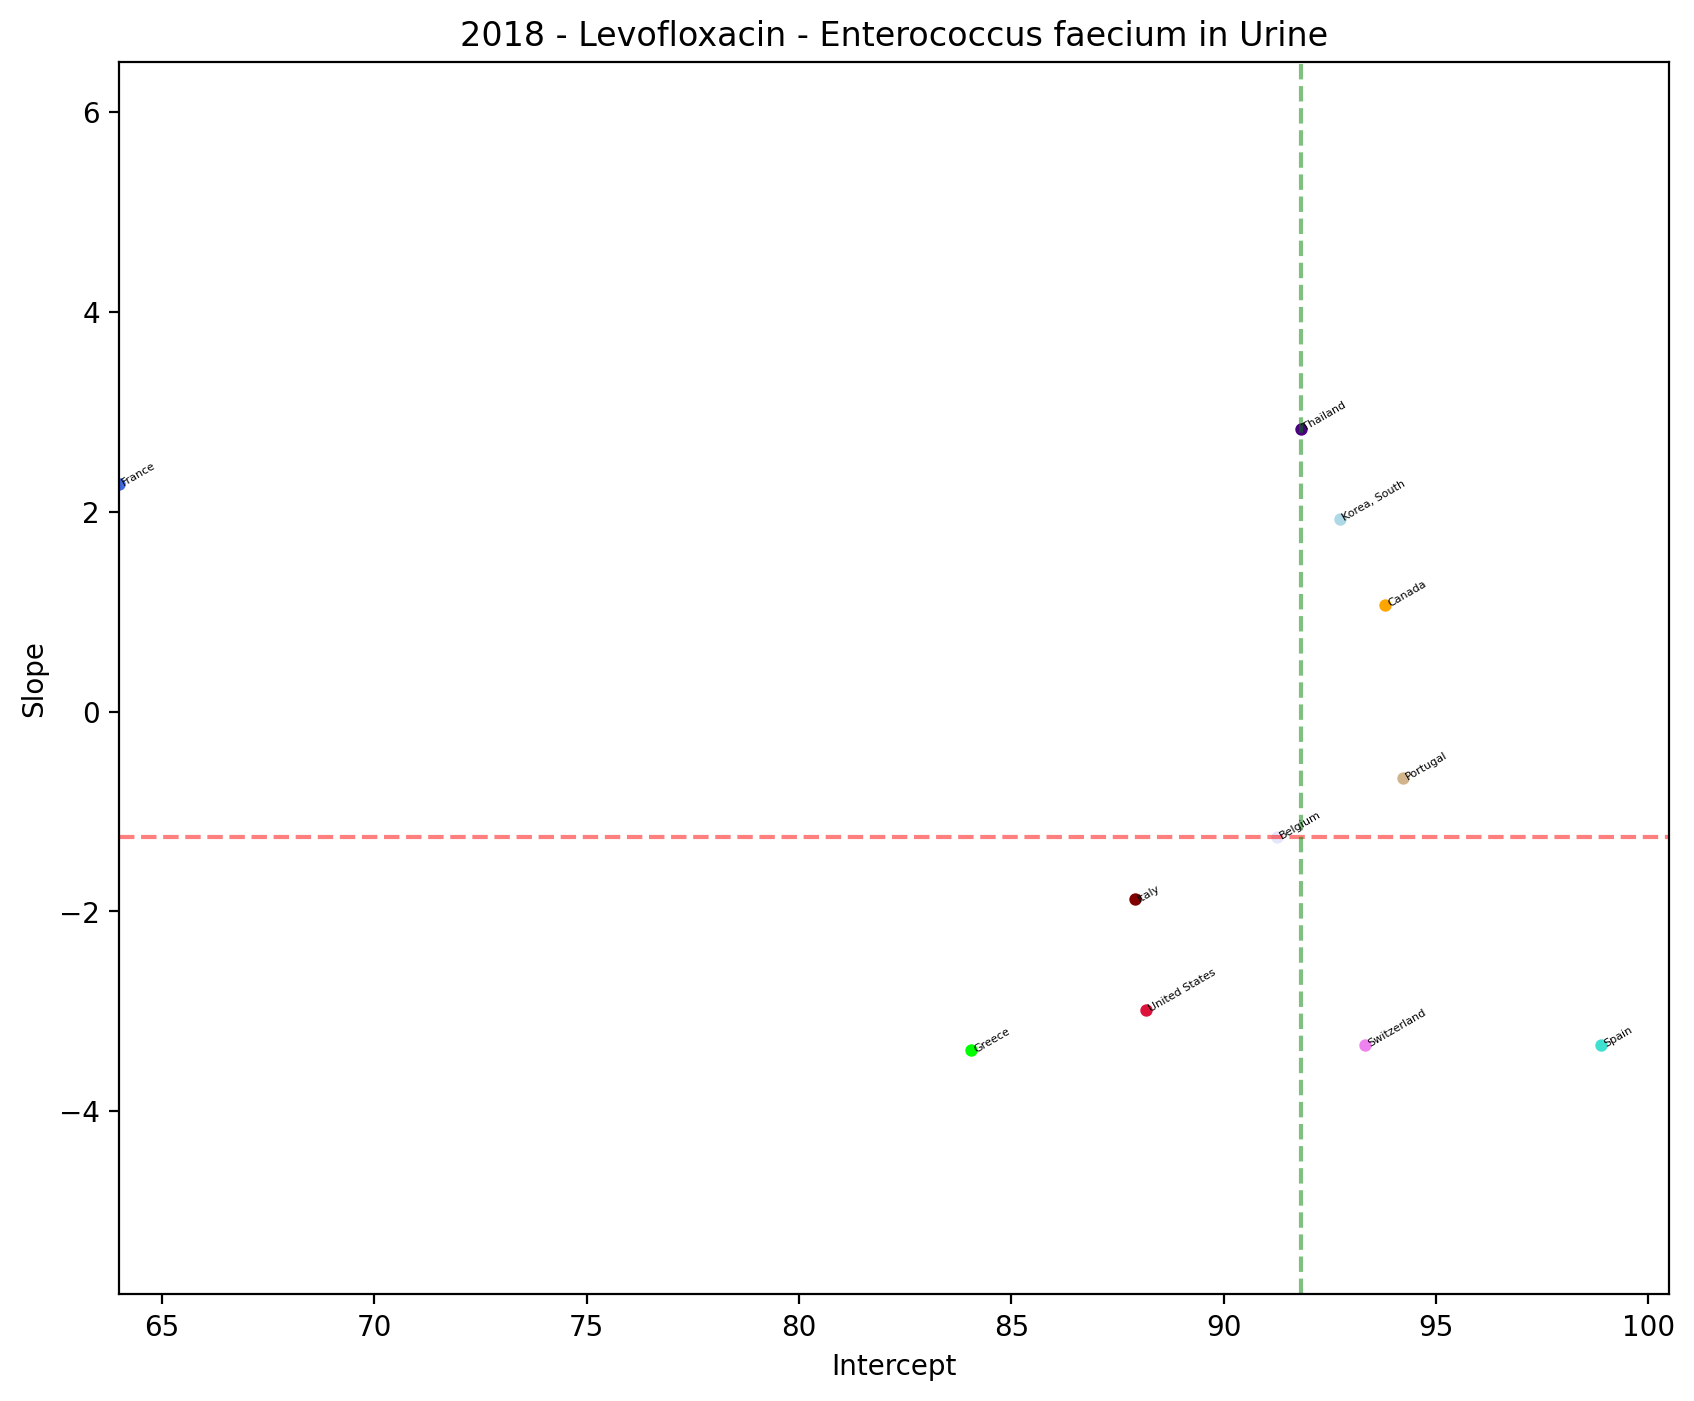 2018 - Levofloxacin - Enterococcus faecium in Urine
6
4
2
0
−2
−4
Slope
Thailand
France
Korea, South
Canada
Portugal
Belgium
Italy
United States
Greece
Switzerland
Spain
65 70 75 80 85 90 95 100
Intercept